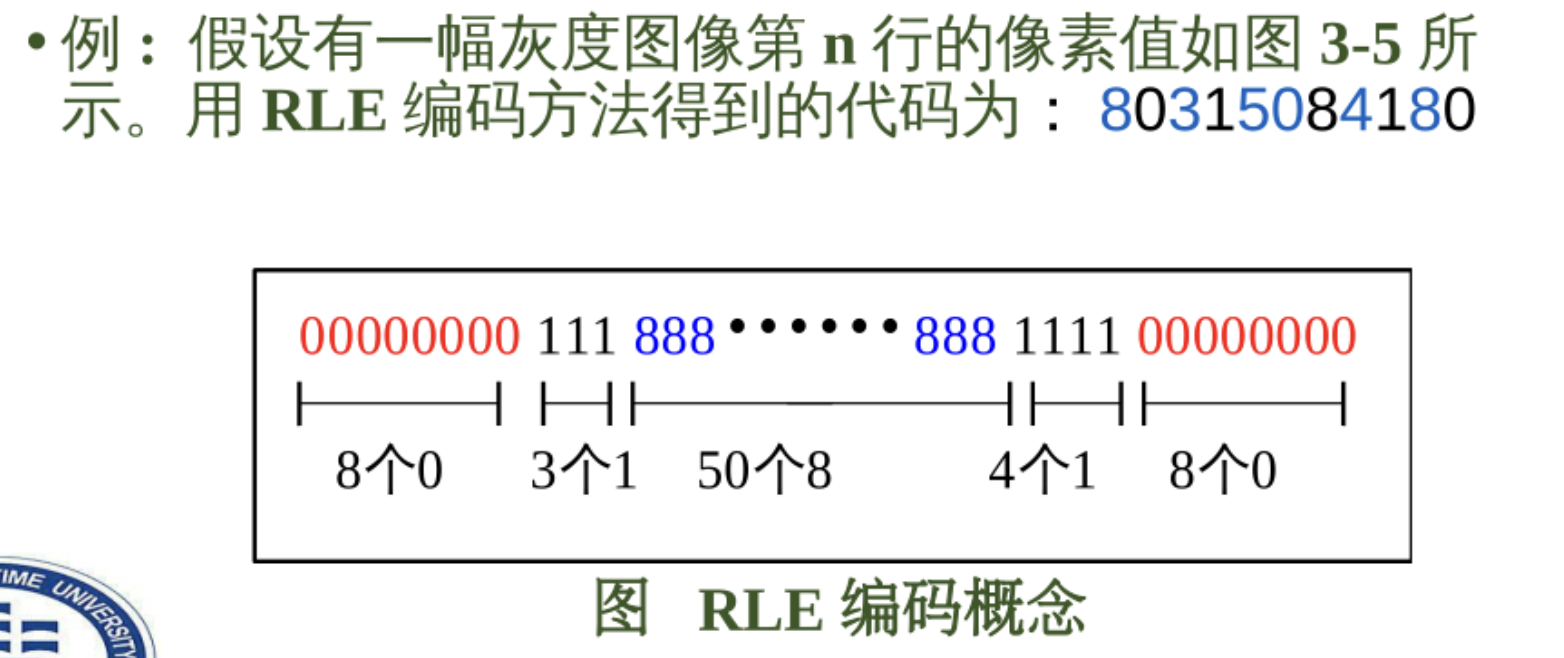 • 例：假设有一幅灰度图像第 n 行的像素值如图 3-5 所
示。用 RLE 编码方法得到的代码为：80315084180
00000000 111 888 •••••• 888 1111 00000000
8个0 3个1 50个8 4个1 8个0
图 RLE 编码概念
TIME UNIVERSITY